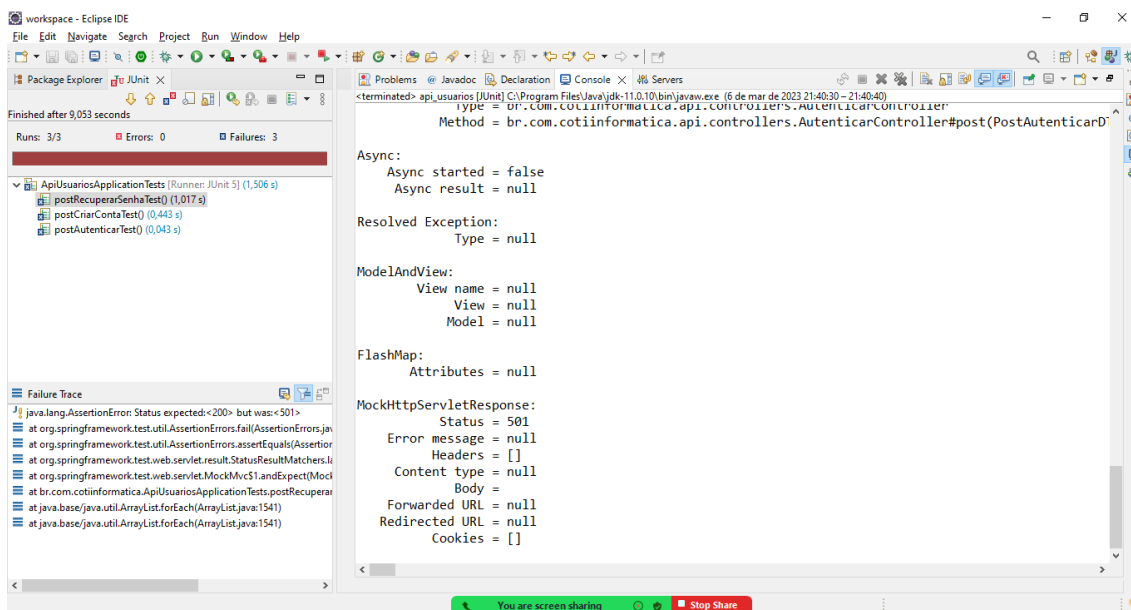 workspace - Eclipse IDE
File Edit Navigate Search Project Run Window Help
Package Explorer JUnit
Finished after 9,053 seconds
Runs: 3/3 Errors: 0 Failures: 3
ApiUsuariosApplicationTests [Runner: JUnit 5] (1,506 s)
postRecuperarSenhaTest() (1,017 s)
postCriarContaTest() (0,443 s)
postAutenticarTest() (0,043 s)
Failure Trace
java.lang.AssertionError: Status expected:<200> but was:<501>
at org.springframework.test.util.AssertionErrors.fail(AssertionErrors.jav
at org.springframework.test.util.AssertionErrors.assertEquals(Assertior
at org.springframework.test.web.servlet.result.StatusResultMatchers.la
at org.springframework.test.web.servlet.MockMvc$1.andExpect(Mock
at br.com.cotiinformatica.ApiUsuariosApplicationTests.postRecuperar
at java.base/java.util.ArrayList.forEach(ArrayList.java:1541)
at java.base/java.util.ArrayList.forEach(ArrayList.java:1541)
Problems @ Javadoc Declaration Console Servers
<terminated> api_usuarios [JUnit] C:\Program Files\Java\jdk-11.0.10\bin\javaw.exe (6 de mar de 2023 21:40:30 – 21:40:40)
Type = br.com.cotiinformatica.api.controllers.AutenticarController
Method = br.com.cotiinformatica.api.controllers.AutenticarController#post(PostAutenticarDT
Async:
Async started = false
Async result = null
Resolved Exception:
Type = null
ModelAndView:
View name = null
View = null
Model = null
FlashMap:
Attributes = null
MockHttpServletResponse:
Status = 501
Error message = null
Headers = []
Content type = null
Body =
Forwarded URL = null
Redirected URL = null
Cookies = []
You are screen sharing Stop Share